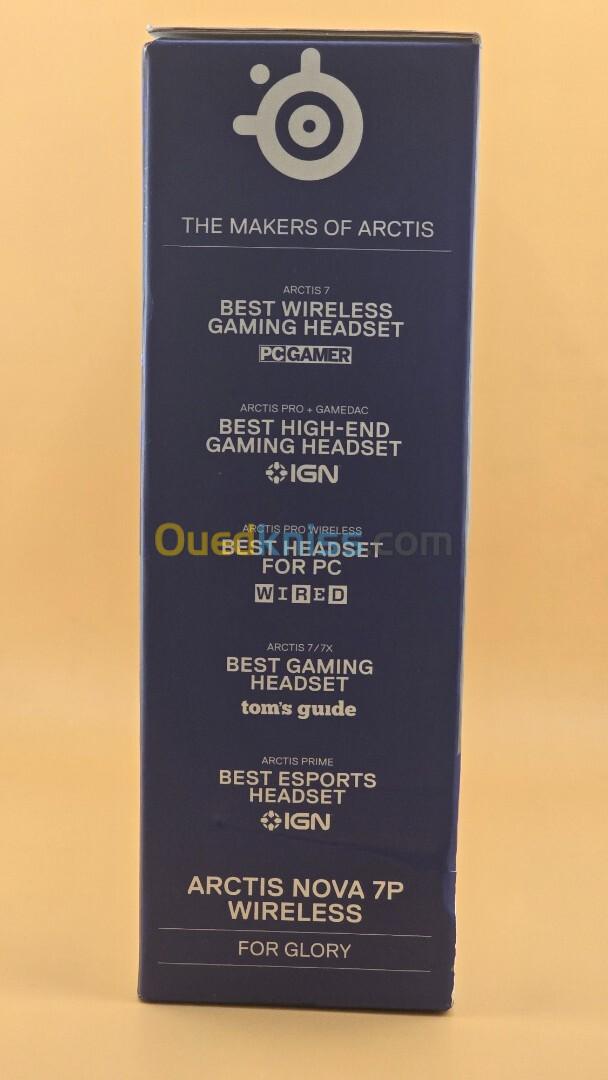 THE MAKERS OF ARCTIS
ARCTIS 7
BEST WIRELESS
GAMING HEADSET
PC GAMER
ARCTIS PRO + GAMEDAC
BEST HIGH-END
GAMING HEADSET
IGN
ARCTIS PRO WIRELESS
Ouedkniss.com
BEST HEADSET
FOR PC
WIRED
ARCTIS 7/7X
BEST GAMING
HEADSET
tom's guide
ARCTIS PRIME
BEST ESPORTS
HEADSET
IGN
ARCTIS NOVA 7P
WIRELESS
FOR GLORY